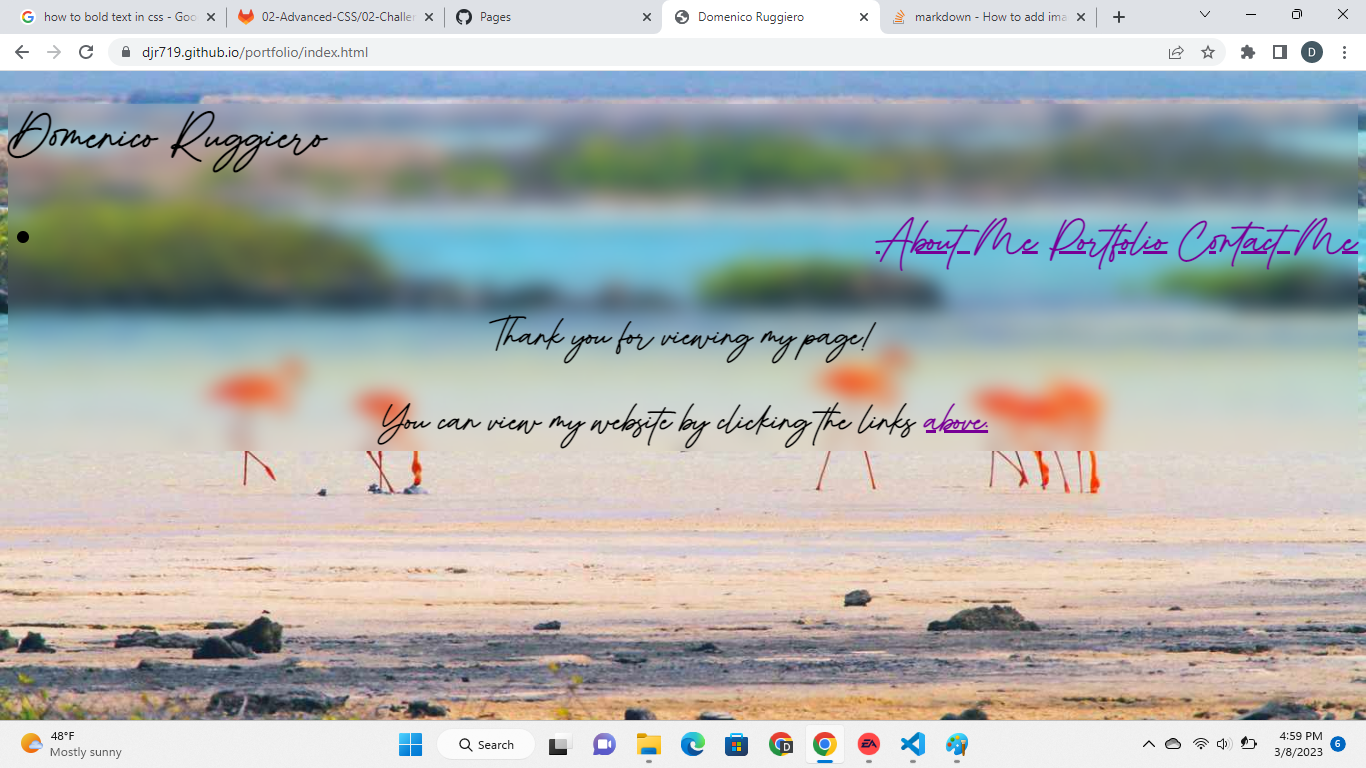 how to bold text in css - Goo
02-Advanced-CSS/02-Challen
Pages
Domenico Ruggiero
markdown - How to add ima
djr719.github.io/portfolio/index.html
D
Domenico Ruggiero
About Me Portfolio Contact Me
Thank you for viewing my page!
You can view my website by clicking the links above.
48°F
Mostly sunny
Search
D
EA
4:59 PM
3/8/2023
6